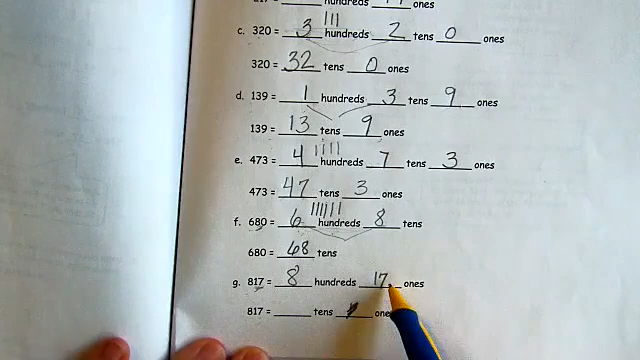 hundreds ones
c. 320 = 3 hundreds 2 tens 0 ones
320 = 32 tens 0 ones
d. 139 = 1 hundreds 3 tens 9 ones
139 = 13 tens 9 ones
e. 473 = 4 hundreds 7 tens 3 ones
473 = 47 tens 3 ones
f. 680 = 6 hundreds 8 tens
680 = 68 tens
g. 817 = 8 hundreds 17 ones
817 = tens